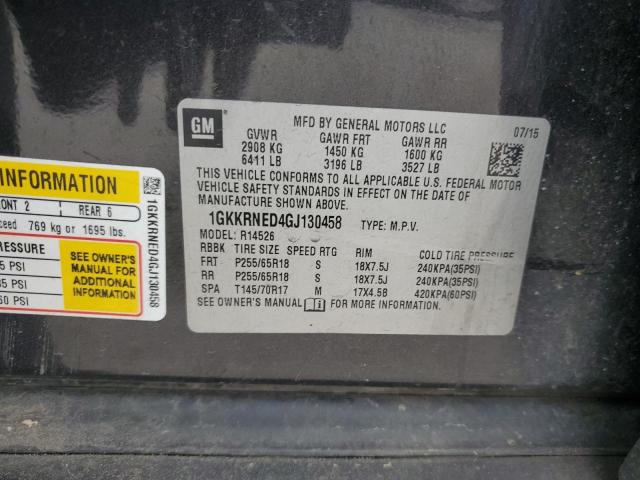 INFORMATION
ONT 2 REAR 6
ceed 769 kg or 1695 lbs.
RESSURE
5 PSI
35 PSI
60 PSI
SEE OWNER'S
MANUAL FOR
ADDITIONAL
INFORMATION
1GKKRNED4GJ130458
GM
MFD BY GENERAL MOTORS LLC 07/15
GVWR GAWR FRT GAWR RR
2908 KG 1450 KG 1600 KG
6411 LB 3196 LB 3527 LB
THIS VEHICLE CONFORMS TO ALL APPLICABLE U.S. FEDERAL MOTOR
VEHICLE SAFETY STANDARDS IN EFFECT ON THE DATE OF
MANUFACTURE SHOWN ABOVE.
1GKKRNED4GJ130458 TYPE: M.P.V.
MODEL: R14526
RBBK TIRE SIZE SPEED RTG RIM COLD TIRE PRESSURE
FRT P255/65R18 S 18X7.5J 240KPA(35PSI)
RR P255/65R18 S 18X7.5J 240KPA(35PSI)
SPA T145/70R17 M 17X4.5B 420KPA(60PSI)
SEE OWNER'S MANUAL FOR MORE INFORMATION.